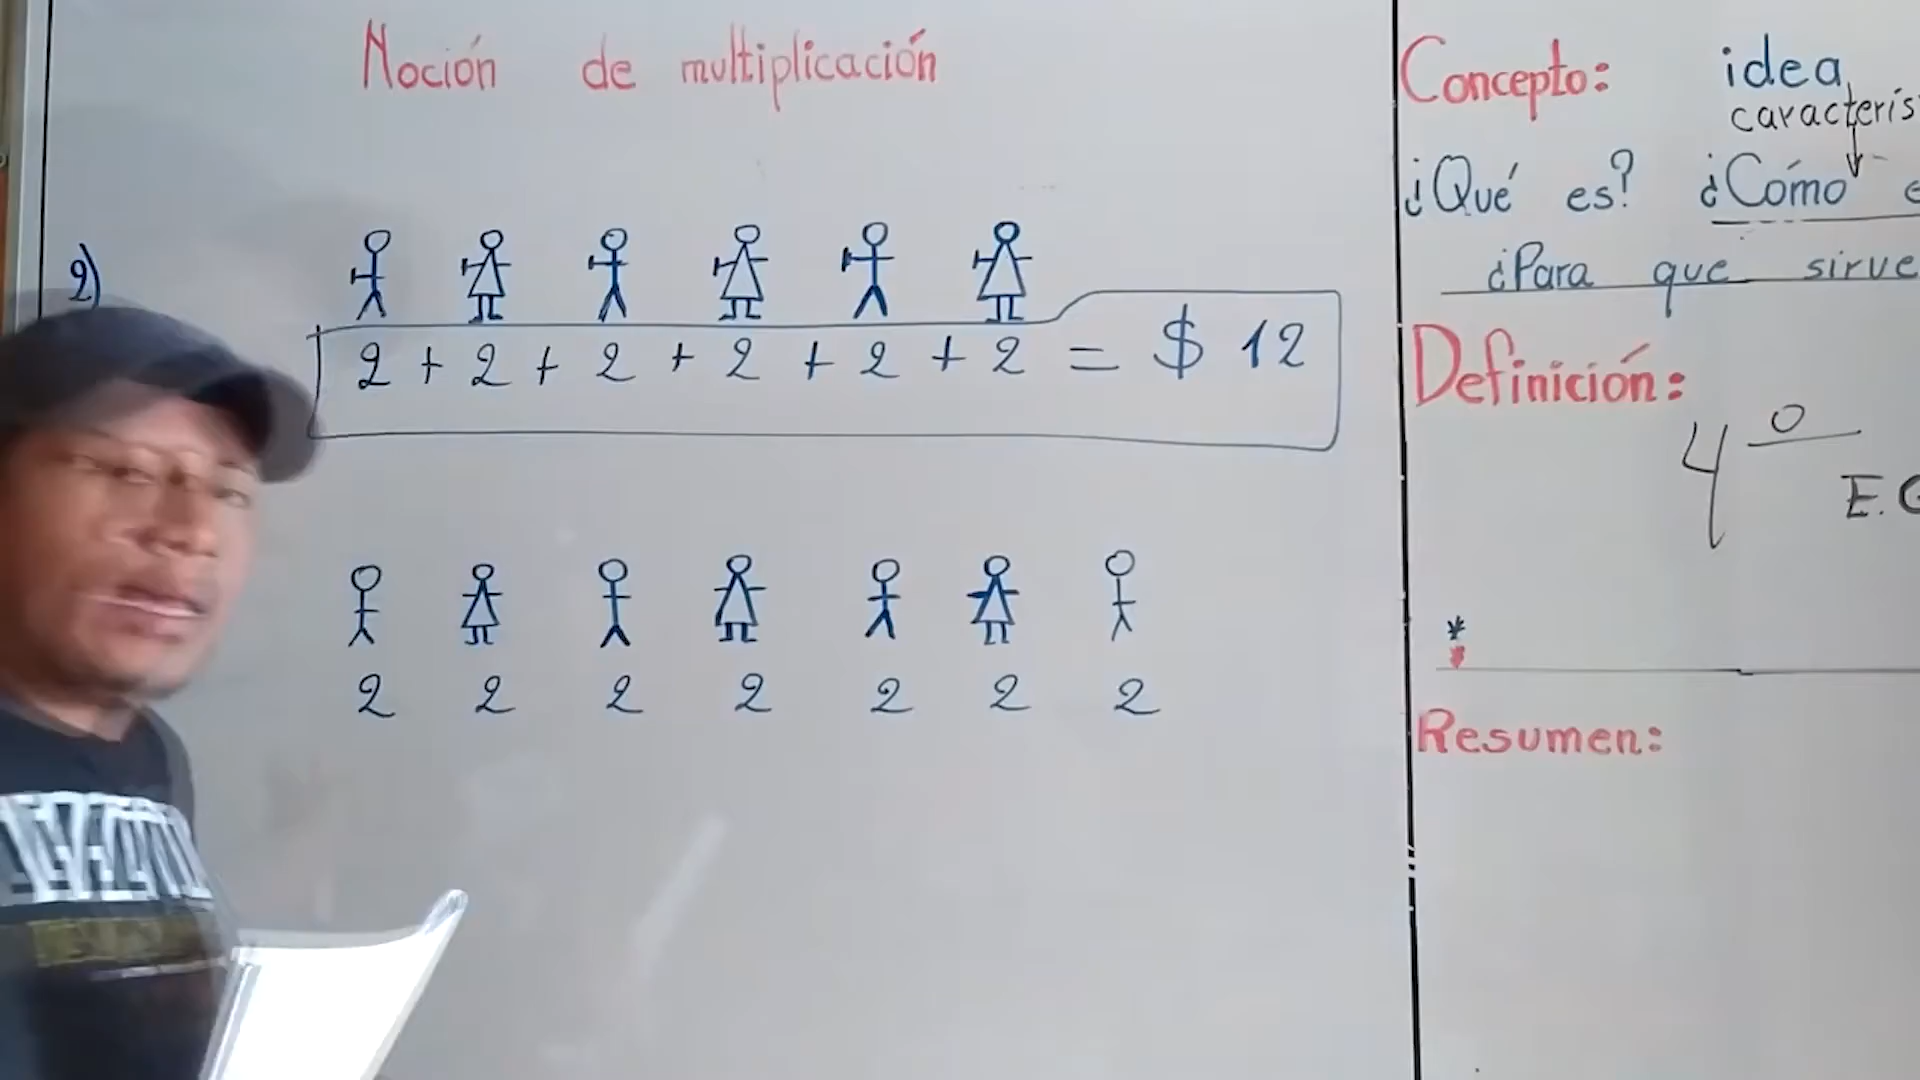 Noción de multiplicación
2)
2 + 2 + 2 + 2 + 2 + 2 = $ 12
2 2 2 2 2 2 2
Concepto: idea
¿Qué es? ¿Cómo
¿Para que sirve
Definición:
4 o
E.
*
*
Resumen: